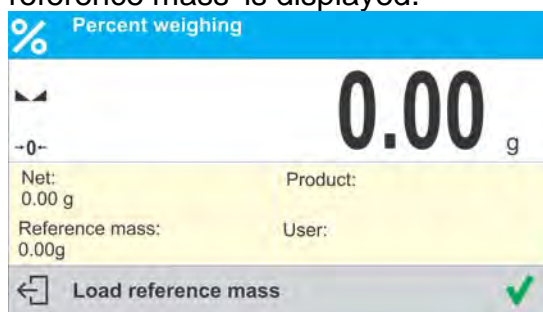 reference mass' is displayed.
% Percent weighing
0.00 g
→0←
Net: Product:
0.00 g
Reference mass: User:
0.00g
Load reference mass